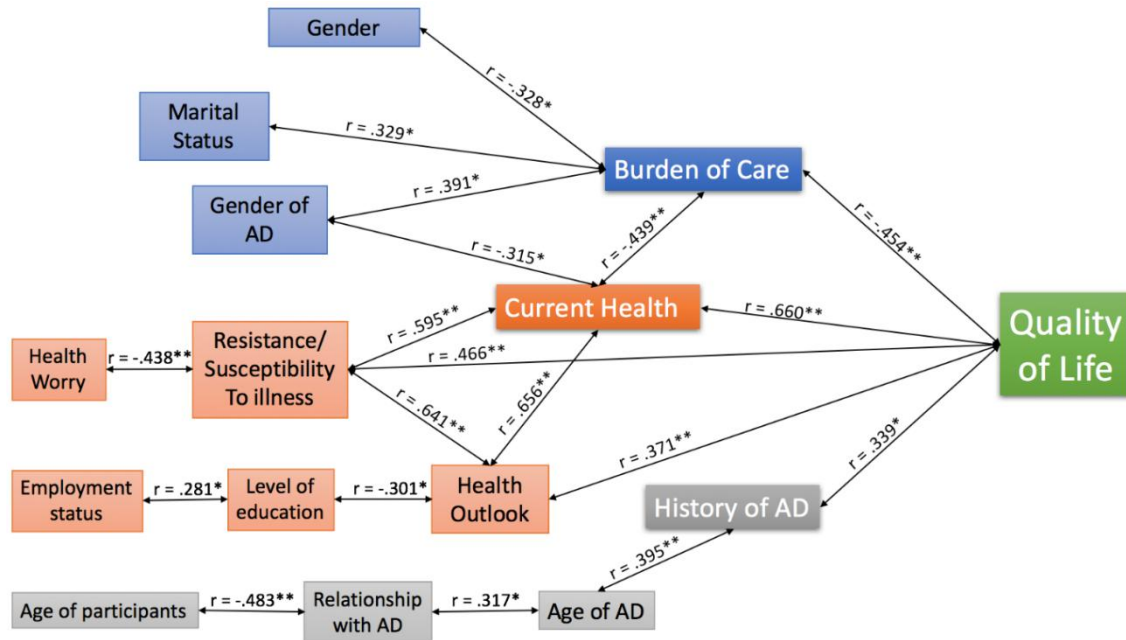 Gender
r = -.328*
Marital
Status
r = .329*
Burden of Care
r = .391*
Gender of
AD
r = -.439**
r = -.454**
r = -.315*
Current Health
r = .660**
Quality
of Life
r = .595**
Health
Worry
r = -.438**
Resistance/
Susceptibility
To illness
r = .466**
r = .641**
r = .656**
r = .371**
r = .339*
Employment
status
r = .281*
Level of
education
r = -.301*
Health
Outlook
History of AD
r = .395**
Age of participants
r = -.483**
Relationship
with AD
r = .317*
Age of AD